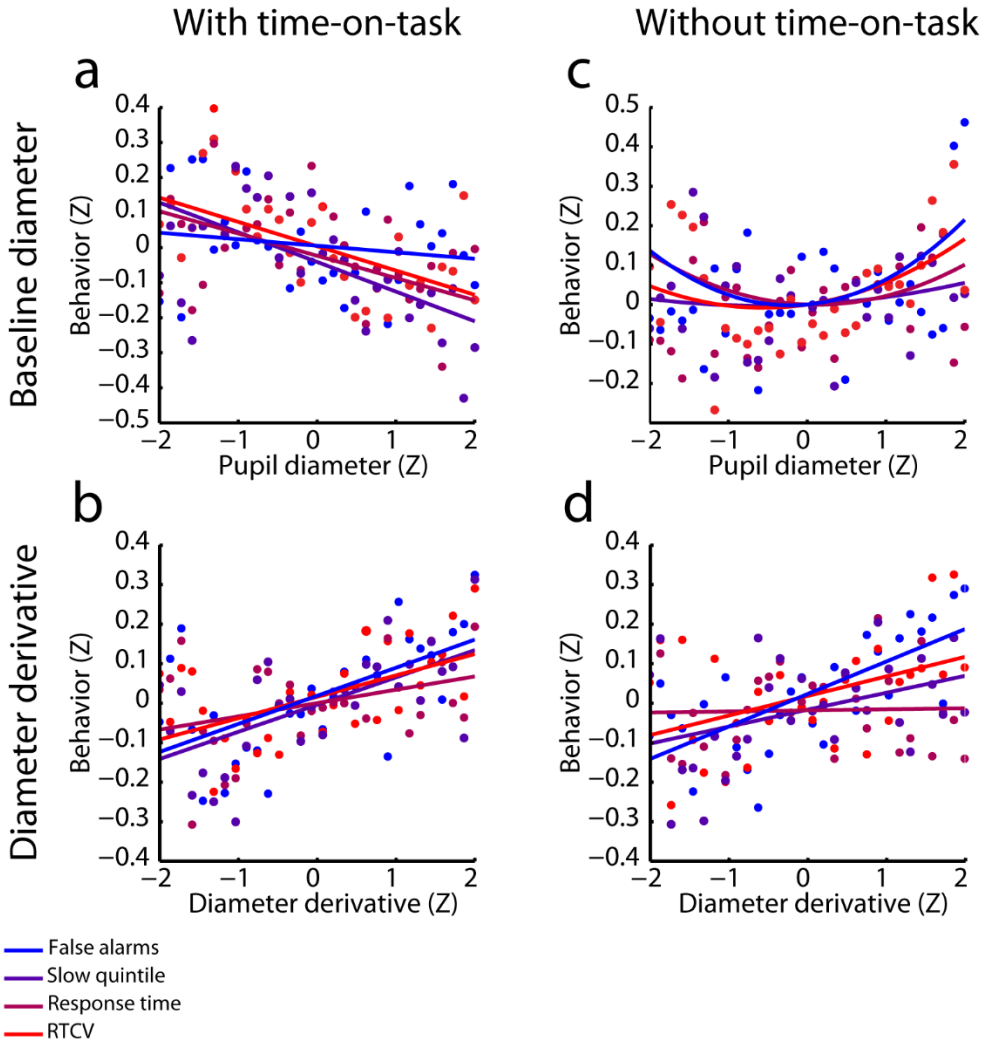 With time-on-task
Without time-on-task
Baseline diameter
Diameter derivative
a
0.4
0.3
0.2
0.1
0
−0.1
−0.2
−0.3
−0.4
−0.5
Behavior (Z)
−2 −1 0 1 2
Pupil diameter (Z)
c
0.5
0.4
0.3
0.2
0.1
0
−0.1
−0.2
Behavior (Z)
−2 −1 0 1 2
Pupil diameter (Z)
b
0.4
0.3
0.2
0.1
0
−0.1
−0.2
−0.3
−0.4
Behavior (Z)
−2 −1 0 1 2
Diameter derivative (Z)
d
0.4
0.3
0.2
0.1
0
−0.1
−0.2
−0.3
−0.4
Behavior (Z)
−2 −1 0 1 2
Diameter derivative (Z)
False alarms
Slow quintile
Response time
RTCV